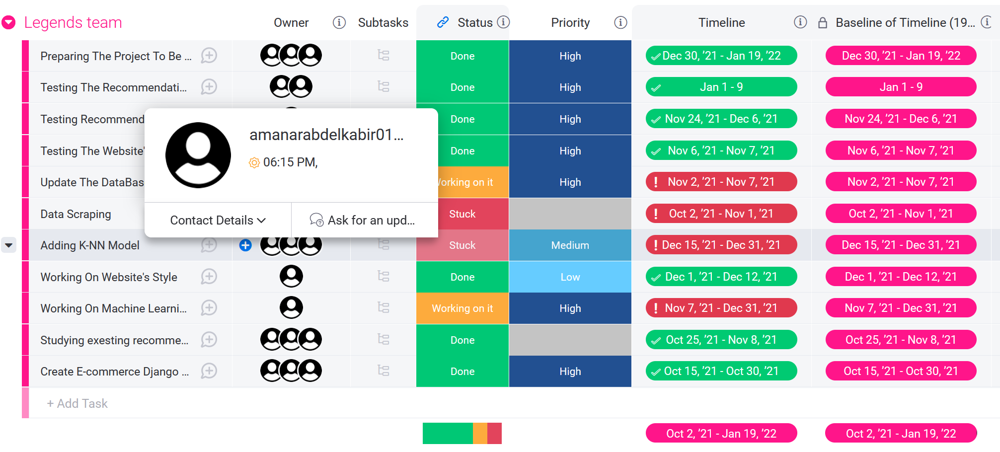 Legends team Owner Subtasks Status Priority Timeline Baseline of Timeline (19...
Preparing The Project To Be ... Done High Dec 30, ’21 - Jan 19, ’22 Dec 30, ’21 - Jan 19, ’22
Testing The Recommendati... Done High Jan 1 - 9 Jan 1 - 9
Testing Recommend Done High Nov 24, ’21 - Dec 6, ’21 Nov 24, ’21 - Dec 6, ’21
amanarabdelkabir01...
Testing The Website' Done High Nov 6, ’21 - Nov 7, ’21 Nov 6, ’21 - Nov 7, ’21
06:15 PM,
Update The DataBas Working on it High ! Nov 2, ’21 - Nov 7, ’21 Nov 2, ’21 - Nov 7, ’21
Data Scraping Stuck ! Oct 2, ’21 - Nov 1, ’21 Oct 2, ’21 - Nov 1, ’21
Contact Details Ask for an upd...
Adding K-NN Model Stuck Medium ! Dec 15, ’21 - Dec 31, ’21 Dec 15, ’21 - Dec 31, ’21
Working On Website's Style Done Low Dec 1, ’21 - Dec 12, ’21 Dec 1, ’21 - Dec 12, ’21
Working On Machine Learni... Working on it High ! Nov 7, ’21 - Dec 31, ’21 Nov 7, ’21 - Dec 31, ’21
Studying exesting recomme... Done Oct 25, ’21 - Nov 8, ’21 Oct 25, ’21 - Nov 8, ’21
Create E-commerce Django ... Done High Oct 15, ’21 - Oct 30, ’21 Oct 15, ’21 - Oct 30, ’21
+ Add Task
Oct 2, ’21 - Jan 19, ’22 Oct 2, ’21 - Jan 19, ’22